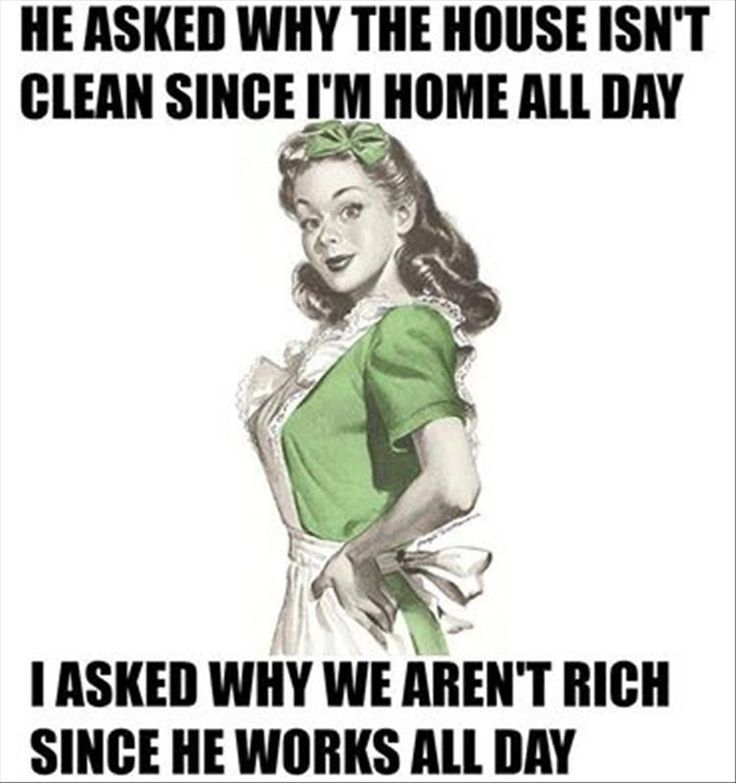 HE ASKED WHY THE HOUSE ISN'T
CLEAN SINCE I'M HOME ALL DAY
I ASKED WHY WE AREN'T RICH
SINCE HE WORKS ALL DAY